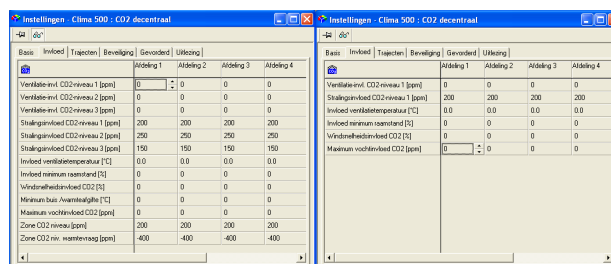 Instellingen - Clima 500 : CO2 decentraal
Basis Invloed Trajecten Beveiliging Gevorderd Uitlezing
Afdeling 1 Afdeling 2 Afdeling 3 Afdeling 4
Ventilatie-invl. CO2-niveau 1 [ppm] 0 0 0 0
Ventilatie-invl. CO2-niveau 2 [ppm] 0 0 0 0
Ventilatie-invl. CO2-niveau 3 [ppm] 0 0 0 0
Stralingsinvloed CO2-niveau 1 [ppm] 200 200 200 200
Stralingsinvloed CO2-niveau 2 [ppm] 250 250 250 250
Stralingsinvloed CO2-niveau 3 [ppm] 150 150 150 150
Invloed ventilatietemperatuur [°C] 0.0 0.0 0.0 0.0
Invloed minimum raamstand [%] 0 0 0 0
Windsnelheidsinvloed CO2 [%] 0 0 0 0
Minimum buis /warmteafgifte [°C] 0 0 0 0
Maximum vochtinvloed CO2 [ppm] 0 0 0 0
Zone CO2 niveau [ppm] 200 200 200 200
Zone CO2 niv. warmtevraag [ppm] -400 -400 -400 -400
Instellingen - Clima 500 : CO2 decentraal
Basis Invloed Trajecten Beveiliging Gevorderd Uitlezing
Afdeling 1 Afdeling 2 Afdeling 3 Afdeling 4
Ventilatie-invl. CO2-niveau 1 [ppm] 0 0 0 0
Stralingsinvloed CO2-niveau 1 [ppm] 200 200 200 200
Invloed ventilatietemperatuur [°C] 0.0 0.0 0.0 0.0
Invloed minimum raamstand [%] 0 0 0 0
Windsnelheidsinvloed CO2 [%] 0 0 0 0
Maximum vochtinvloed CO2 [ppm] 0 0 0 0